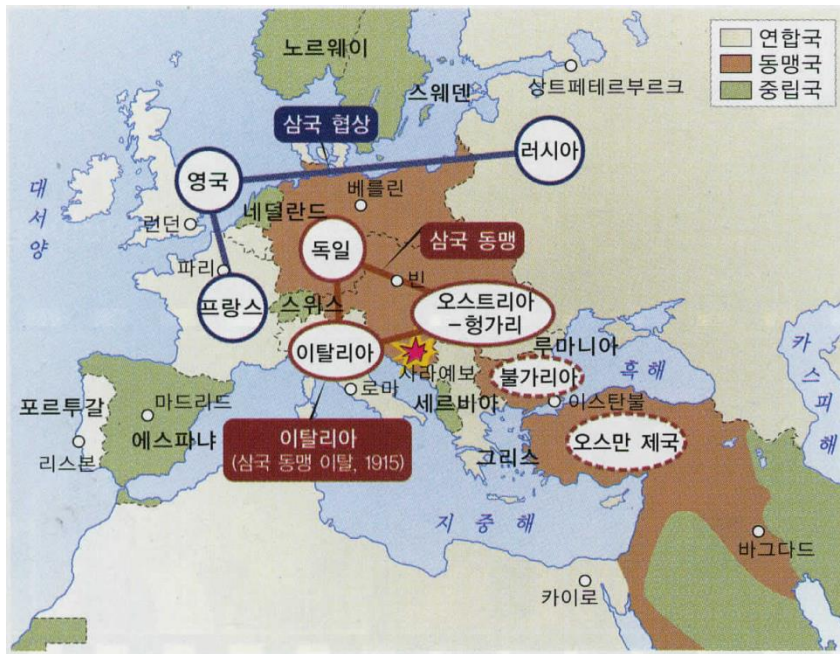 연합국
동맹국
중립국
노르웨이
스웨덴
상트페테르부르크
삼국 협상
러시아
영국
대서양
베를린
네덜란드
런던
독일
삼국 동맹
파리
빈
프랑스
스위스
오스트리아
-헝가리
이탈리아
루마니아
사라예보
불가리아
흑해
카스피해
로마
세르비아
이스탄불
포르투갈
마드리드
에스파냐
리스본
이탈리아
(삼국 동맹 이탈, 1915)
그리스
오스만 제국
지중해
바그다드
카이로